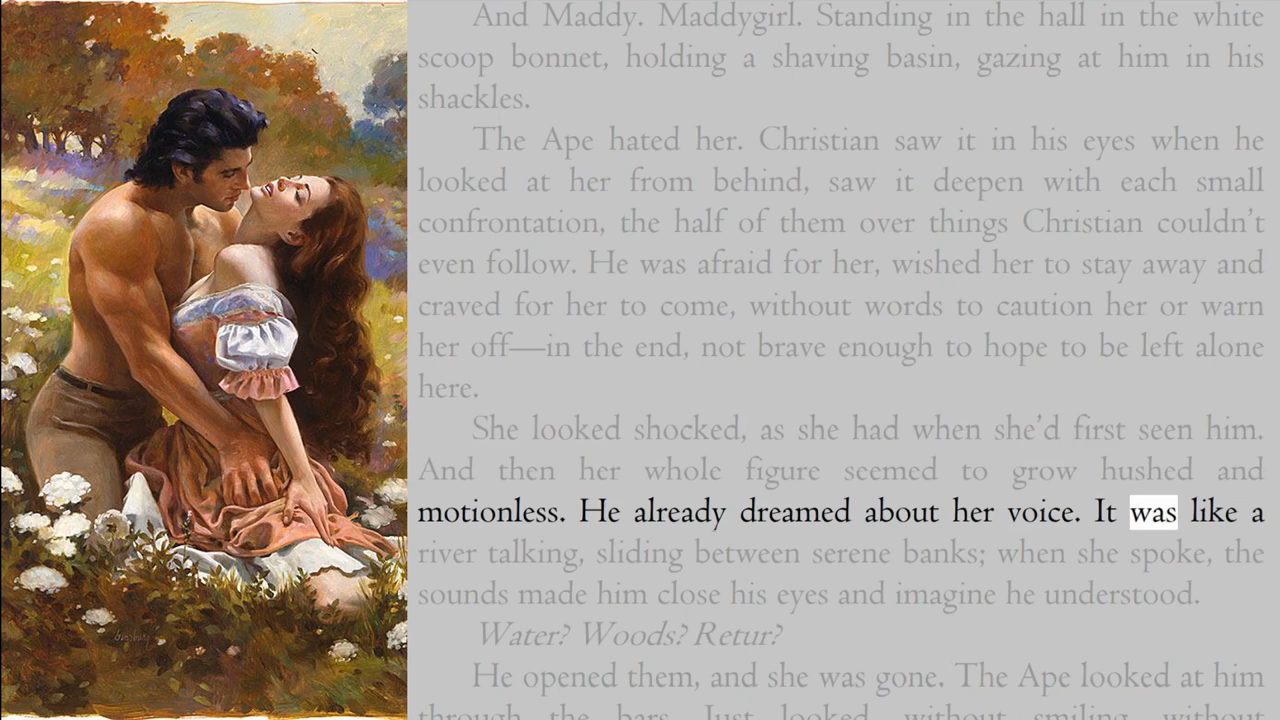 And Maddy. Maddygirl. Standing in the hall in the white
scoop bonnet, holding a shaving basin, gazing at him in his
shackles.
The Ape hated her. Christian saw it in his eyes when he
looked at her from behind, saw it deepen with each small
confrontation, the half of them over things Christian couldn’t
even follow. He was afraid for her, wished her to stay away and
craved for her to come, without words to caution her or warn
her off—in the end, not brave enough to hope to be left alone
here.
She looked shocked, as she had when she’d first seen him.
And then her whole figure seemed to grow hushed and
motionless. He already dreamed about her voice. It was like a
river talking, sliding between serene banks; when she spoke, the
sounds made him close his eyes and imagine he understood.
Water? Woods? Retur?
He opened them, and she was gone. The Ape looked at him
through the bars. Just looked, without smiling, without